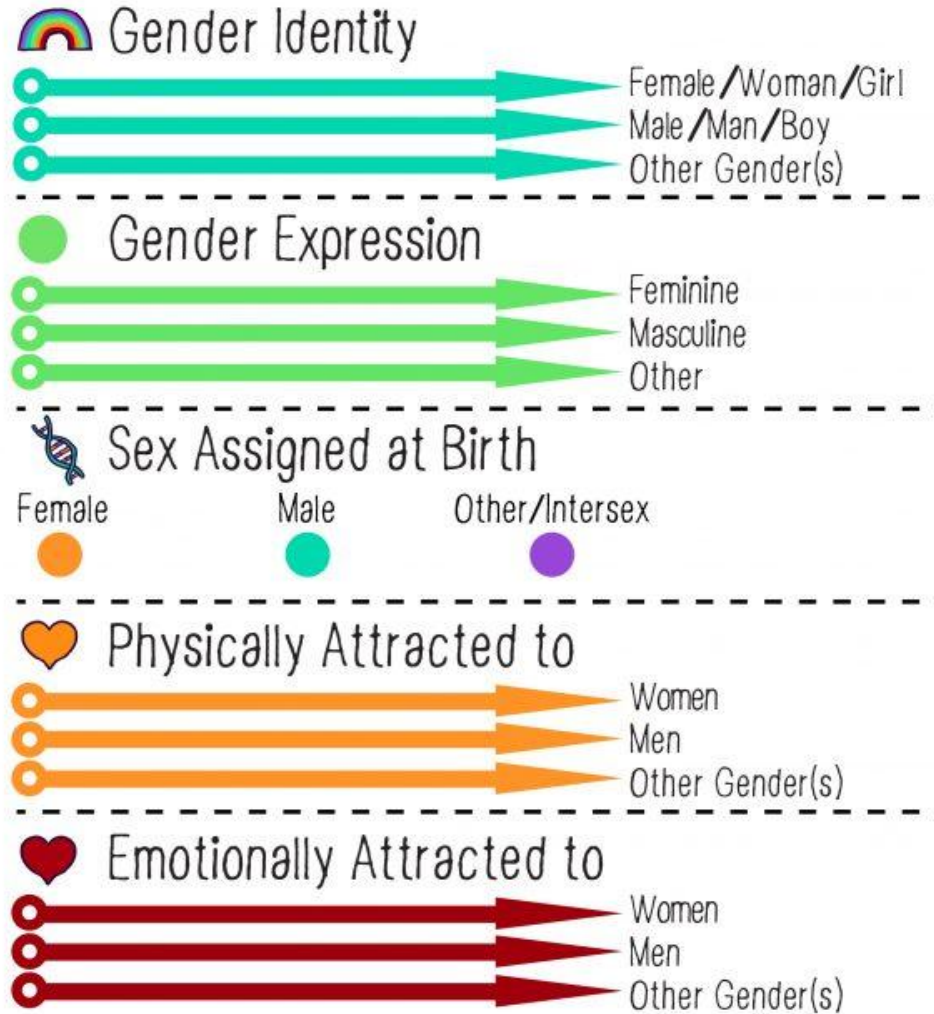 Gender Identity
Female/Woman/Girl
Male/Man/Boy
Other Gender(s)
Gender Expression
Feminine
Masculine
Other
Sex Assigned at Birth
Female Male Other/Intersex
Physically Attracted to
Women
Men
Other Gender(s)
Emotionally Attracted to
Women
Men
Other Gender(s)